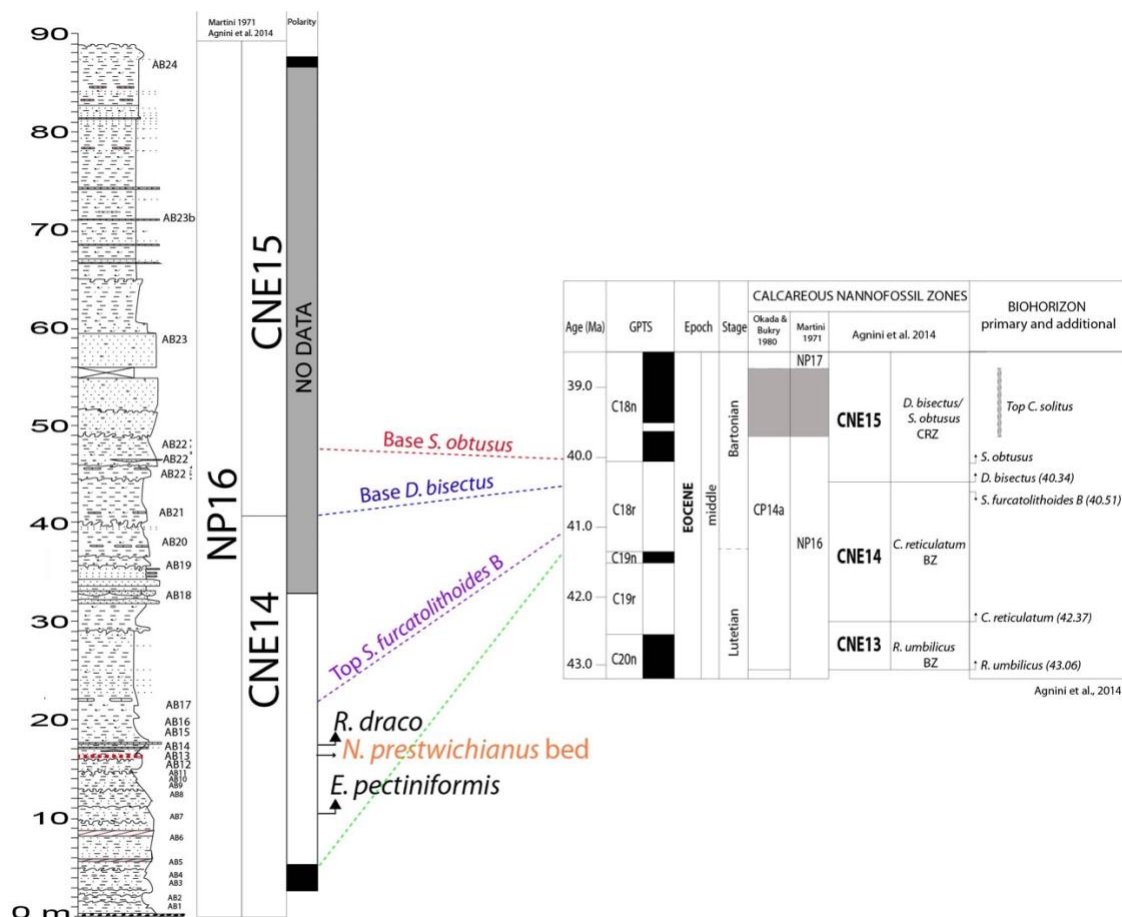 Martini 1971
Agnini et al. 2014
Polarity
90
80
70
60
50
40
30
20
10
0 m
AB24
AB23b
AB23
AB22
AB22
AB22
AB21
AB20
AB19
AB18
AB17
AB16
AB15
AB14
AB13
AB12
AB11
AB10
AB9
AB8
AB7
AB6
AB5
AB4
AB3
AB2
AB1
NP16
CNE15
CNE14
NO DATA
Base S. obtusus
Base D. bisectus
Top S. furcatolithoides B
R. draco
N. prestwichianus bed
E. pectiniformis
Age (Ma)
GPTS
Epoch
Stage
CALCAREOUS NANNOFOSSIL ZONES
Okada &
Bukry
1980
Martini
1971
Agnini et al. 2014
BIOHORIZON
primary and additional
39.0
40.0
41.0
42.0
43.0
C18n
C18r
C19n
C19r
C20n
EOCENE
middle
Bartonian
Lutetian
CP14a
NP17
NP16
CNE15
D. bisectus/
S. obtusus
CRZ
CNE14
C. reticulatum
BZ
CNE13
R. umbilicus
BZ
Top C. solitus
S. obtusus
D. bisectus (40.34)
S. furcatolithoides B (40.51)
C. reticulatum (42.37)
R. umbilicus (43.06)
Agnini et al., 2014